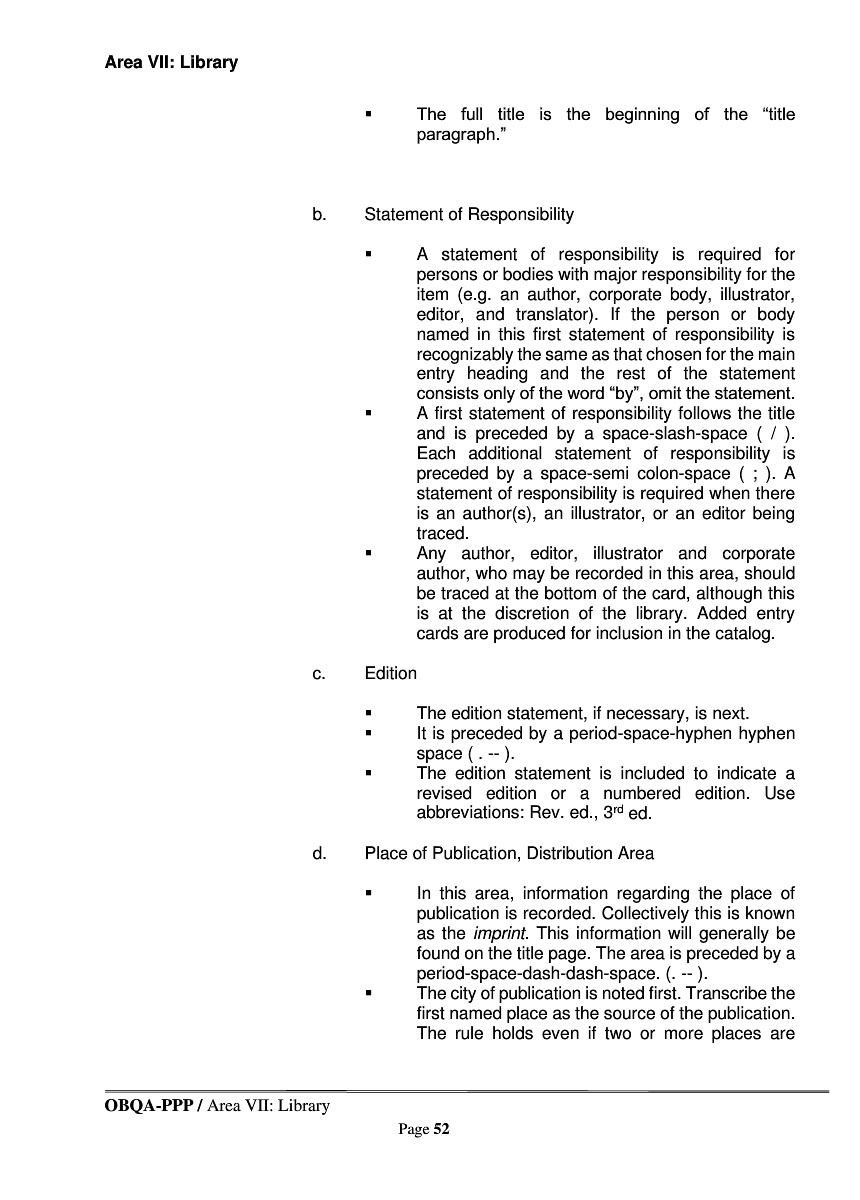 Area VII: Library
▪ The full title is the beginning of the “title
paragraph.”
b. Statement of Responsibility
▪ A statement of responsibility is required for
persons or bodies with major responsibility for the
item (e.g. an author, corporate body, illustrator,
editor, and translator). If the person or body
named in this first statement of responsibility is
recognizably the same as that chosen for the main
entry heading and the rest of the statement
consists only of the word “by”, omit the statement.
▪ A first statement of responsibility follows the title
and is preceded by a space-slash-space ( / ).
Each additional statement of responsibility is
preceded by a space-semi colon-space ( ; ). A
statement of responsibility is required when there
is an author(s), an illustrator, or an editor being
traced.
▪ Any author, editor, illustrator and corporate
author, who may be recorded in this area, should
be traced at the bottom of the card, although this
is at the discretion of the library. Added entry
cards are produced for inclusion in the catalog.
c. Edition
▪ The edition statement, if necessary, is next.
▪ It is preceded by a period-space-hyphen hyphen
space ( . -- ).
▪ The edition statement is included to indicate a
revised edition or a numbered edition. Use
abbreviations: Rev. ed., 3rd ed.
d. Place of Publication, Distribution Area
▪ In this area, information regarding the place of
publication is recorded. Collectively this is known
as the imprint. This information will generally be
found on the title page. The area is preceded by a
period-space-dash-dash-space. (. -- ).
▪ The city of publication is noted first. Transcribe the
first named place as the source of the publication.
The rule holds even if two or more places are
OBQA-PPP / Area VII: Library
Page 52